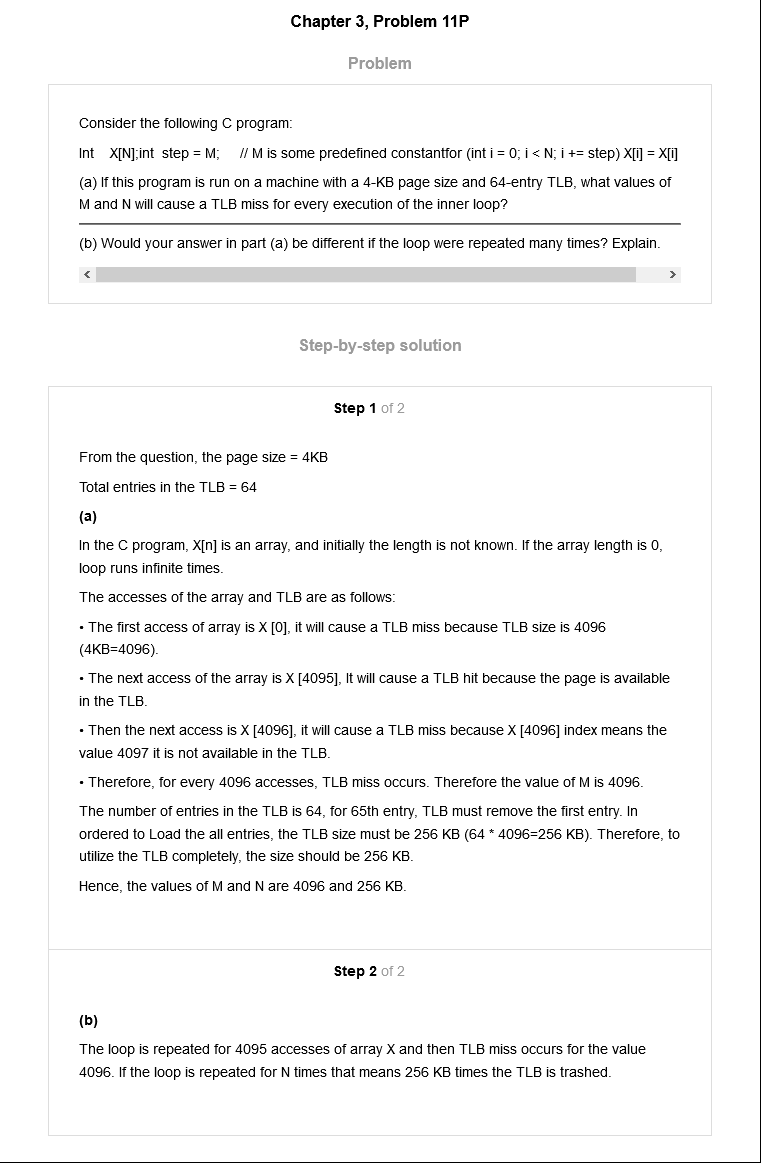 Chapter 3, Problem 11P
Problem
Consider the following C program:
Int X[N];int step = M; // M is some predefined constantfor (int i = 0; i < N; i += step) X[i] = X[i]
(a) If this program is run on a machine with a 4-KB page size and 64-entry TLB, what values of
M and N will cause a TLB miss for every execution of the inner loop?
(b) Would your answer in part (a) be different if the loop were repeated many times? Explain.
Step-by-step solution
Step 1 of 2
From the question, the page size = 4KB
Total entries in the TLB = 64
(a)
In the C program, X[n] is an array, and initially the length is not known. If the array length is 0,
loop runs infinite times.
The accesses of the array and TLB are as follows:
• The first access of array is X [0], it will cause a TLB miss because TLB size is 4096
(4KB=4096).
• The next access of the array is X [4095], It will cause a TLB hit because the page is available
in the TLB.
• Then the next access is X [4096], it will cause a TLB miss because X [4096] index means the
value 4097 it is not available in the TLB.
• Therefore, for every 4096 accesses, TLB miss occurs. Therefore the value of M is 4096.
The number of entries in the TLB is 64, for 65th entry, TLB must remove the first entry. In
ordered to Load the all entries, the TLB size must be 256 KB (64 * 4096=256 KB). Therefore, to
utilize the TLB completely, the size should be 256 KB.
Hence, the values of M and N are 4096 and 256 KB.
Step 2 of 2
(b)
The loop is repeated for 4095 accesses of array X and then TLB miss occurs for the value
4096. If the loop is repeated for N times that means 256 KB times the TLB is trashed.